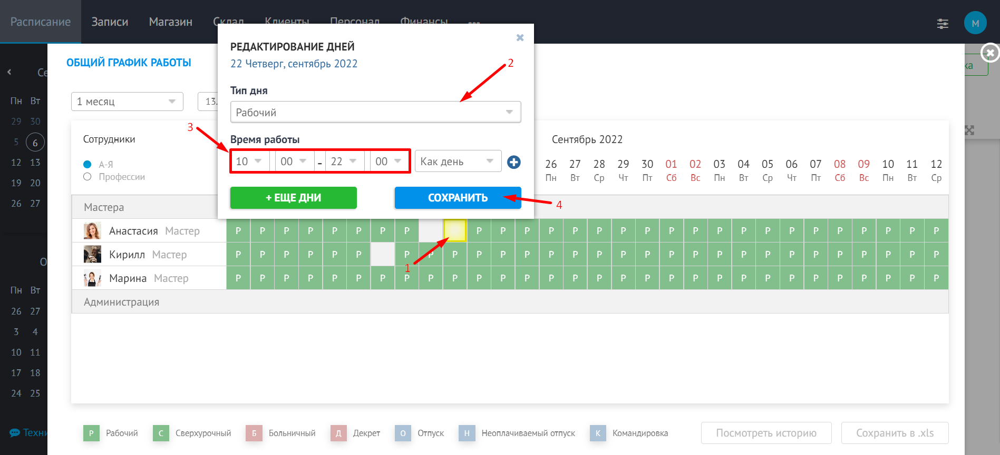 Расписание Записи Магазин Склад Клиенты Персонал Финансы ... М
РЕДАКТИРОВАНИЕ ДНЕЙ
22 Четверг, сентябрь 2022
2
Тип дня
Рабочий
3
Время работы
10 00 - 22 00 Как день
+ ЕЩЕ ДНИ СОХРАНИТЬ
4
ОБЩИЙ ГРАФИК РАБОТЫ
1 месяц 13.
Сотрудники
А-Я
Профессии
Сентябрь 2022
26 27 28 29 30 01 02 03 04 05 06 07 08 09 10 11 12
Пн Вт Ср Чт Пт Сб Вс Пн Вт Ср Чт Пт Сб Вс Пн Вт Ср
Мастера
Анастасия Мастер Р Р Р Р Р Р Р Р Р Р Р Р Р Р Р Р Р Р Р Р Р Р Р Р Р Р Р Р
Кирилл Мастер Р Р Р Р Р Р Р Р Р Р Р Р Р Р Р Р Р Р Р Р Р Р Р Р Р Р Р Р Р
1
Марина Мастер Р Р Р Р Р Р Р Р Р Р Р Р Р Р Р Р Р Р Р Р Р Р Р Р Р Р Р Р Р Р
Администрация
Р Рабочий С Сверхурочный Б Больничный Д Декрет О Отпуск Н Неоплачиваемый отпуск К Командировка
Посмотреть историю Сохранить в .xls
Се
Пн Вт
29 30
5 6
12 13
19 20
26 27
О
Пн Вт
26 27
3 4
10 11
17 18
24 25
Техни
ка